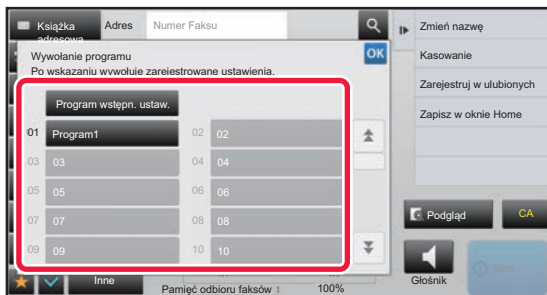 Książka
adresowa
Adres
Numer Faksu
Zmień nazwę
Wywołanie programu
OK
Po wskazaniu wywołuje zarejestrowane ustawienia.
Kasowanie
Zarejestruj w ulubionych
Program wstępn. ustaw.
Zapisz w oknie Home
01 Program1
02 02
03 03
04 04
05 05
06 06
07 07
08 08
09 09
10 10
Podgląd
CA
Start
Głośnik
Inne
Pamięć odbioru faksów :
100%